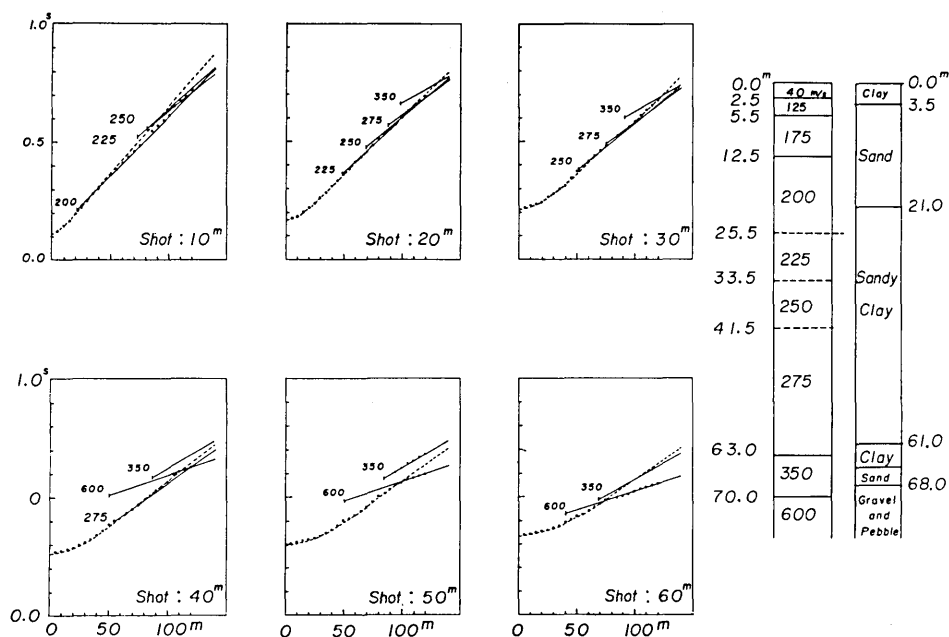 1.0s
0.5
0.0
200
225
250
Shot : 10m
225
250
275
350
Shot : 20m
250
275
350
Shot : 30m
1.0s
0
0.0
600
350
275
Shot : 40m
0 50 100m
600
350
Shot : 50m
0 50 100m
600
350
Shot : 60m
0 50 100m
0.0m
2.5
5.5
12.5
25.5
33.5
41.5
63.0
70.0
40 m/s
125
175
200
225
250
275
350
600
Clay
Sand
Sandy
Clay
Clay
Sand
Gravel
and
Pebble
0.0m
3.5
21.0
61.0
68.0